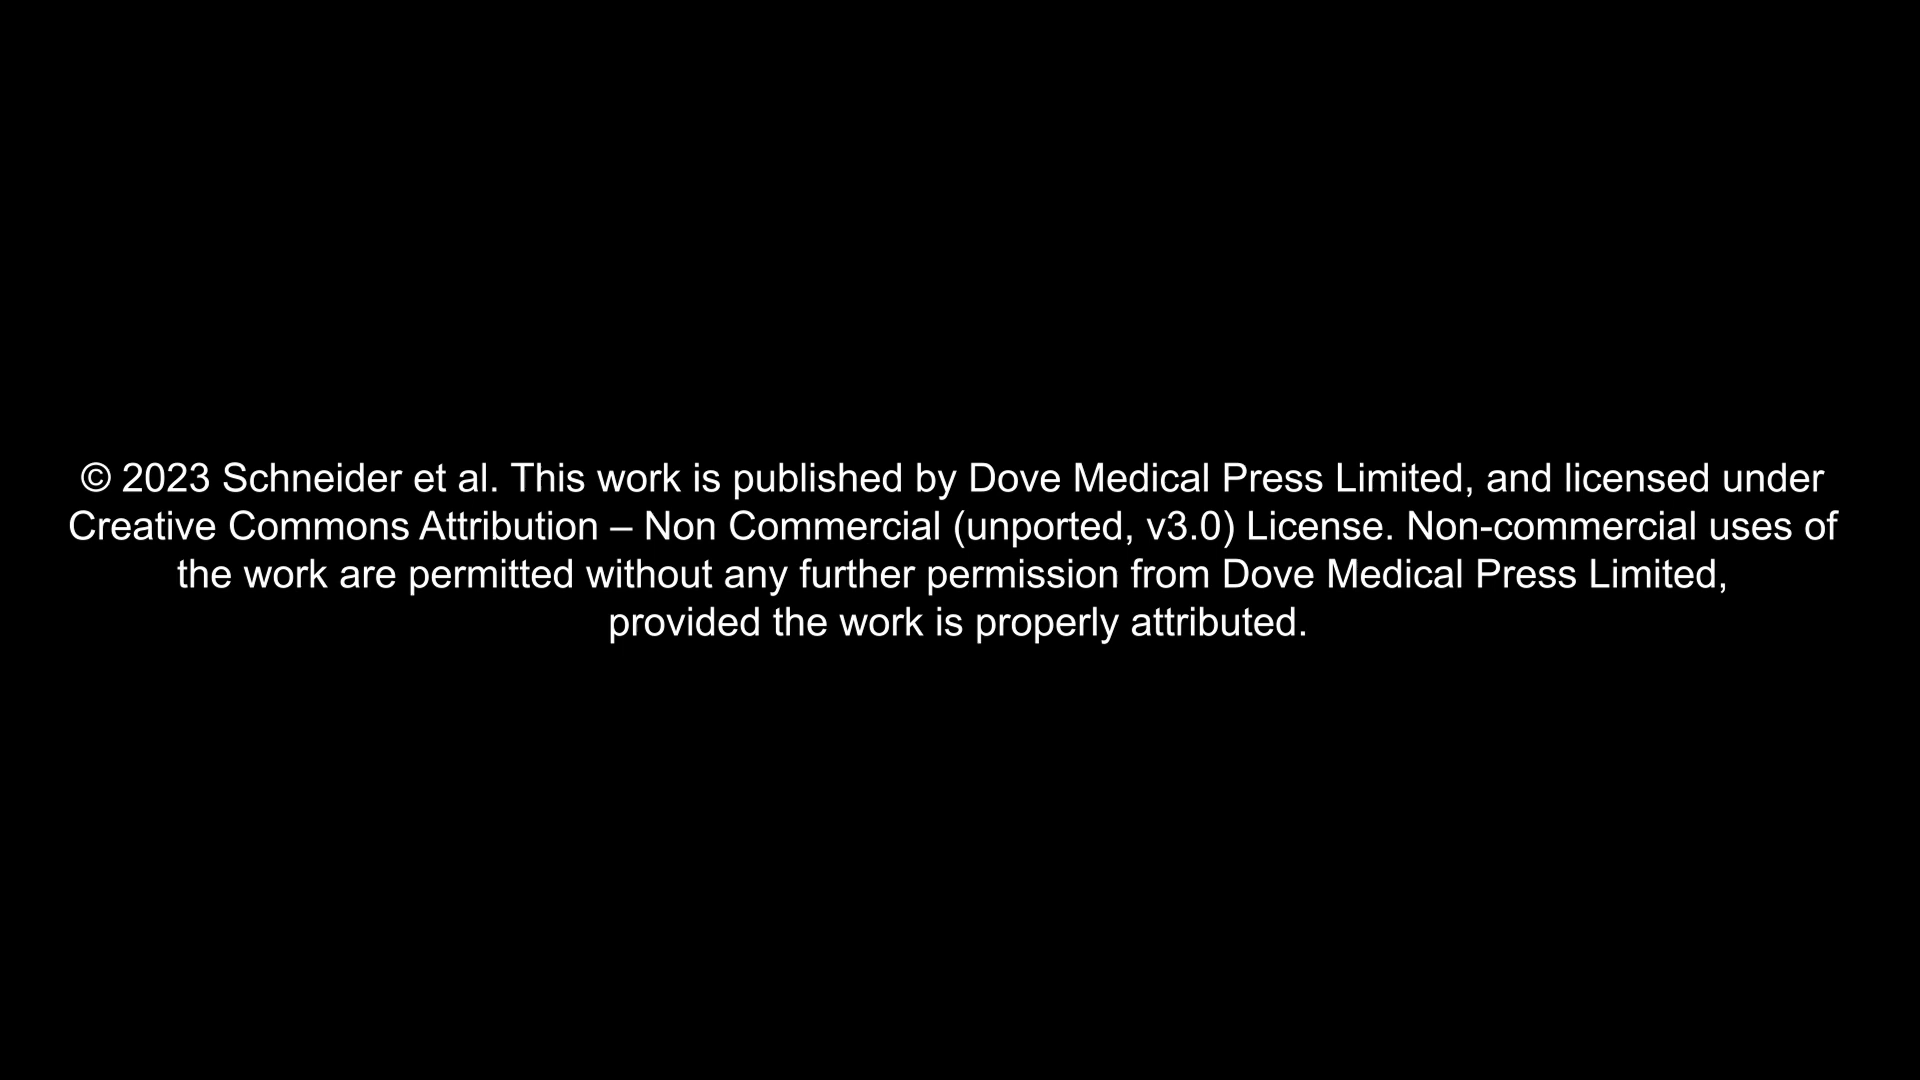 © 2023 Schneider et al. This work is published by Dove Medical Press Limited, and licensed under
Creative Commons Attribution – Non Commercial (unported, v3.0) License. Non-commercial uses of
the work are permitted without any further permission from Dove Medical Press Limited,
provided the work is properly attributed.